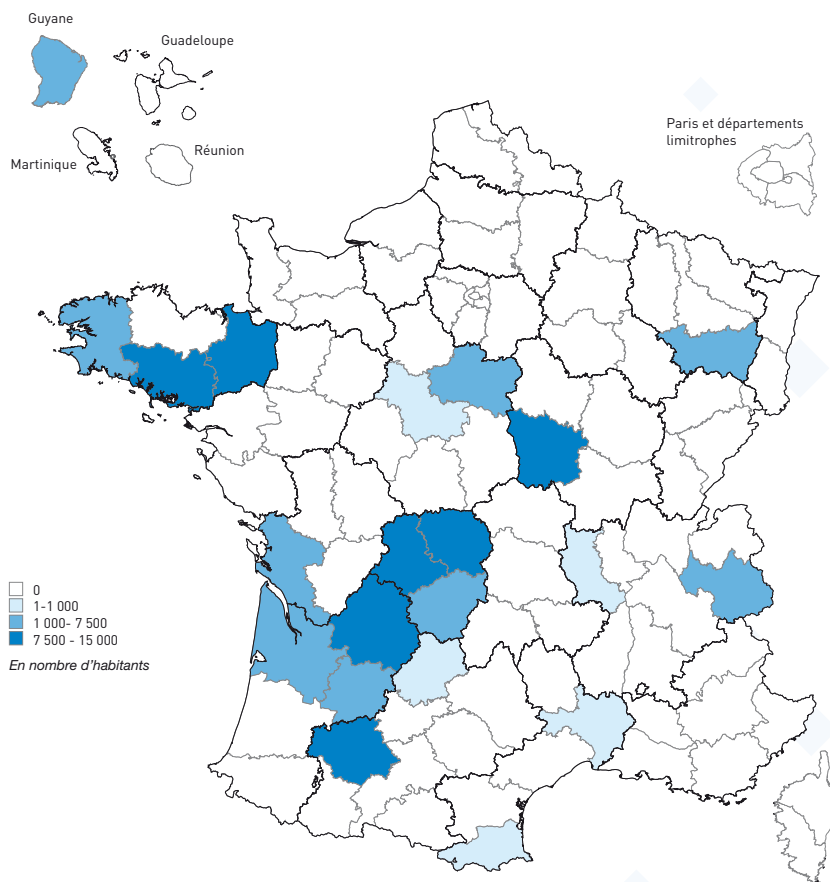 Guyane
Guadeloupe
Paris et départements
limitrophes
Martinique
Réunion
0
1-1 000
1 000- 7 500
7 500 - 15 000
En nombre d'habitants